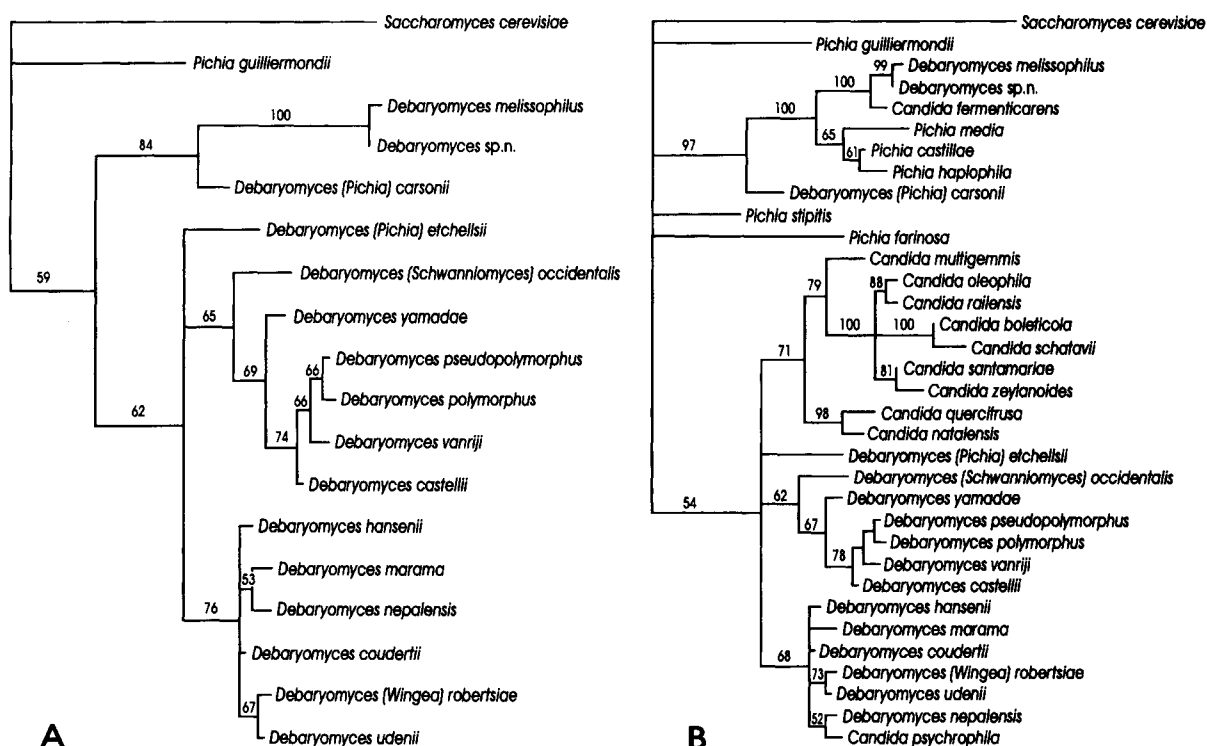 Saccharomyces cerevisiae
Pichia guilliermondii
Debaryomyces melissophilus
100
84
Debaryomyces sp.n.
Debaryomyces (Pichia) carsonii
Debaryomyces (Pichia) etchellsii
59
Debaryomyces (Schwanniomyces) occidentalis
65
Debaryomyces yamadae
Debaryomyces pseudopolymorphus
66
69
Debaryomyces polymorphus
66
62
74
Debaryomyces vanriji
Debaryomyces castellii
Debaryomyces hansenii
Debaryomyces marama
53
76
Debaryomyces nepalensis
Debaryomyces coudertii
Debaryomyces (Wingea) robertsiae
67
Debaryomyces udenii
A
Saccharomyces cerevisiae
Pichia guilliermondii
99
Debaryomyces melissophilus
100
Debaryomyces sp.n.
100
Candida fermenticarens
Pichia media
65
97
61
Pichia castillae
Pichia haplophila
Debaryomyces (Pichia) carsonii
Pichia stipitis
Pichia farinosa
Candida multigemmis
79
88
Candida oleophila
Candida railensis
100
100
Candida boleticola
71
Candida schatavii
81
Candida santamariae
Candida zeylanoides
98
Candida quercitrusa
Candida natalensis
Debaryomyces (Pichia) etchellsii
Debaryomyces (Schwanniomyces) occidentalis
54
62
Debaryomyces yamadae
67
Debaryomyces pseudopolymorphus
Debaryomyces polymorphus
78
Debaryomyces vanriji
Debaryomyces castellii
Debaryomyces hansenii
Debaryomyces marama
68
Debaryomyces coudertii
73
Debaryomyces (Wingea) robertsiae
Debaryomyces udenii
52
Debaryomyces nepalensis
Candida psychrophila
B